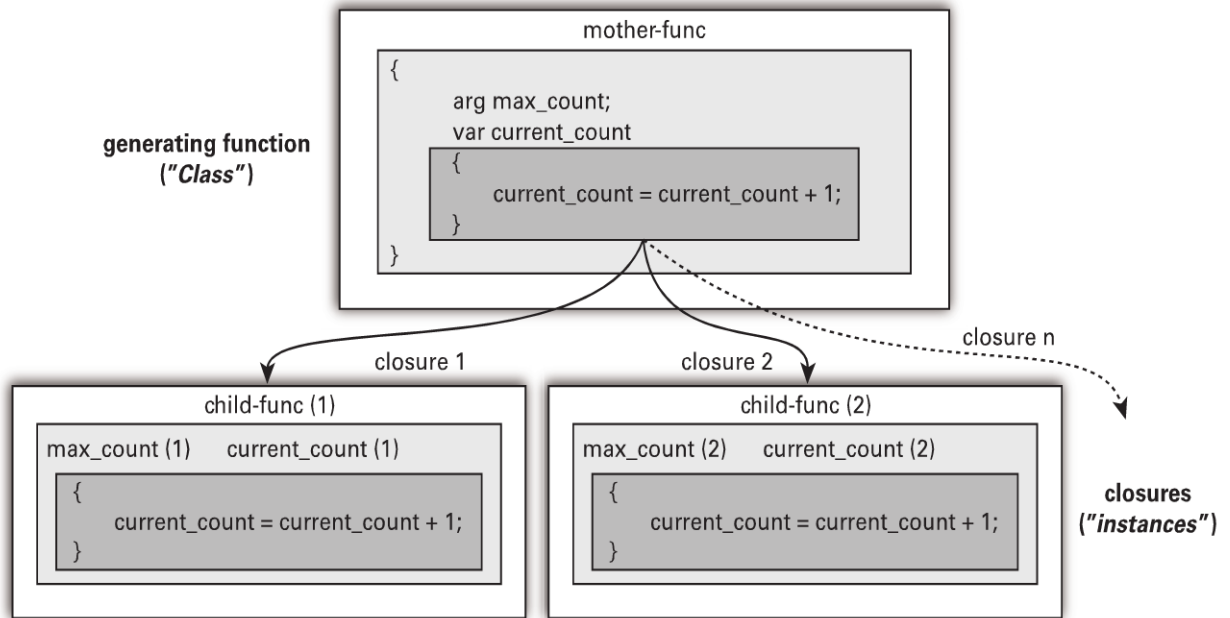 mother-func
{
arg max_count;
var current_count
{
current_count = current_count + 1;
}
}
generating function
("Class")
closure 1
closure 2
closure n
child-func (1)
max_count (1) current_count (1)
{
current_count = current_count + 1;
}
child-func (2)
max_count (2) current_count (2)
{
current_count = current_count + 1;
}
closures
("instances")